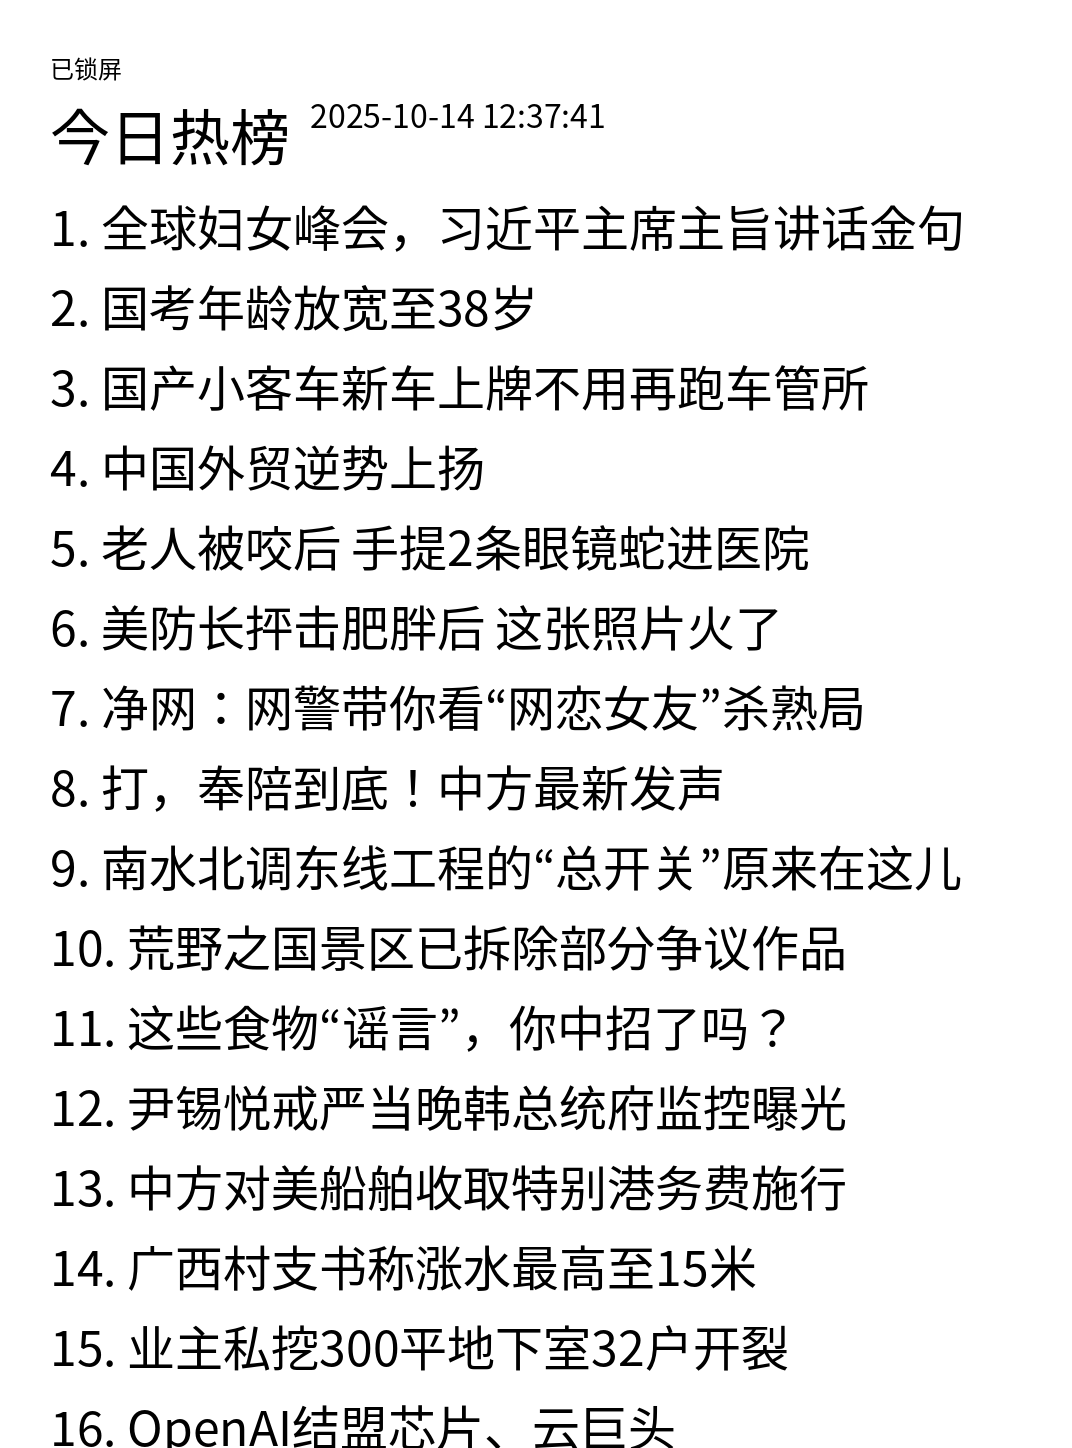 已锁屏
今日热榜 2025-10-14 12:37:41
1. 全球妇女峰会，习近平主席主旨讲话金句
2. 国考年龄放宽至38岁
3. 国产小客车新车上牌不用再跑车管所
4. 中国外贸逆势上扬
5. 老人被咬后 手提2条眼镜蛇进医院
6. 美防长抨击肥胖后 这张照片火了
7. 净网：网警带你看“网恋女友”杀熟局
8. 打，奉陪到底！中方最新发声
9. 南水北调东线工程的“总开关”原来在这儿
10. 荒野之国景区已拆除部分争议作品
11. 这些食物“谣言”，你中招了吗？
12. 尹锡悦戒严当晚韩总统府监控曝光
13. 中方对美船舶收取特别港务费施行
14. 广西村支书称涨水最高至15米
15. 业主私挖300平地下室32户开裂
16. OpenAI结盟芯片、云巨头